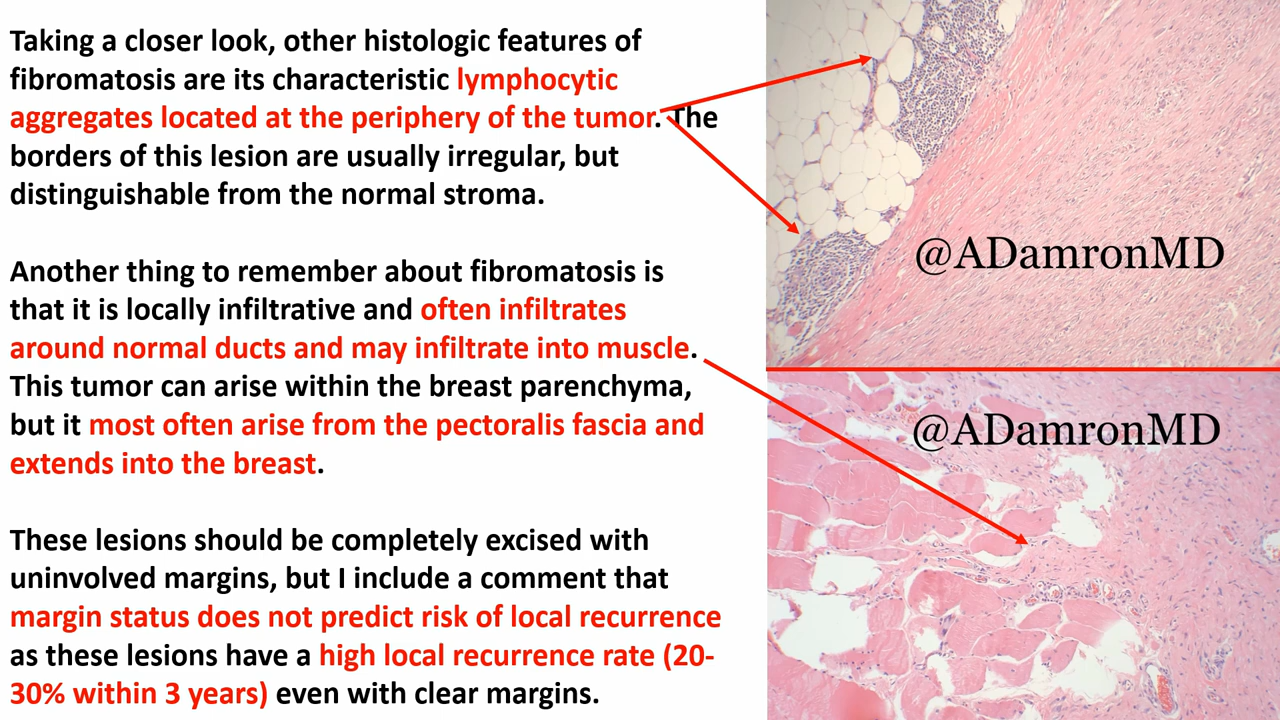 Taking a closer look, other histologic features of
fibromatosis are its characteristic lymphocytic
aggregates located at the periphery of the tumor. The
borders of this lesion are usually irregular, but
distinguishable from the normal stroma.
Another thing to remember about fibromatosis is
that it is locally infiltrative and often infiltrates
around normal ducts and may infiltrate into muscle.
This tumor can arise within the breast parenchyma,
but it most often arise from the pectoralis fascia and
extends into the breast.
These lesions should be completely excised with
uninvolved margins, but I include a comment that
margin status does not predict risk of local recurrence
as these lesions have a high local recurrence rate (20-
30% within 3 years) even with clear margins.
@ADamronMD
@ADamronMD